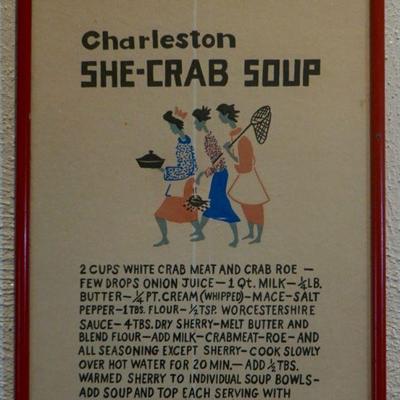 Charleston
SHE-CRAB SOUP
2 CUPS WHITE CRAB MEAT AND CRAB ROE —
FEW DROPS ONION JUICE — 1 QT. MILK — ¼ LB.
BUTTER — ¼ PT. CREAM (WHIPPED) — MACE — SALT
PEPPER — 1 TBS. FLOUR — ½ TSP. WORCESTERSHIRE
SAUCE — 4 TBS. DRY SHERRY — MELT BUTTER AND
BLEND FLOUR — ADD MILK — CRABMEAT — ROE — AND
ALL SEASONING EXCEPT SHERRY — COOK SLOWLY
OVER HOT WATER FOR 20 MIN. — ADD ½ TBS.
WARMED SHERRY TO INDIVIDUAL SOUP BOWLS —
ADD SOUP AND TOP EACH SERVING WITH